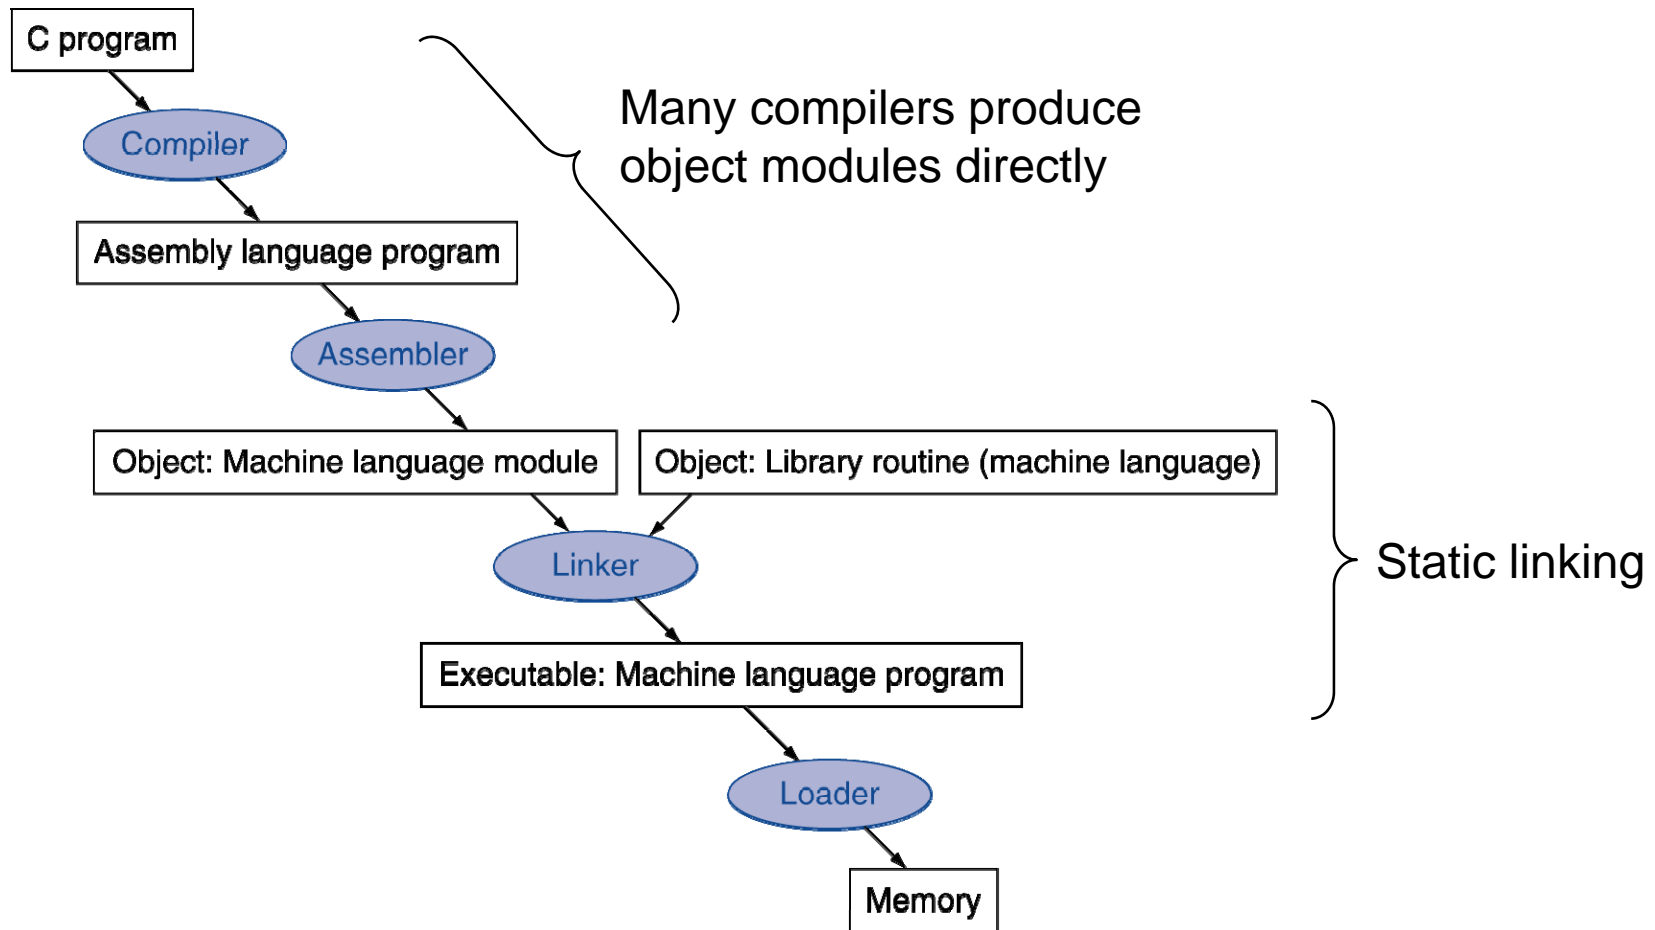 C program
Many compilers produce
object modules directly
Compiler
Assembly language program
Assembler
Object: Machine language module
Object: Library routine (machine language)
Linker
Static linking
Executable: Machine language program
Loader
Memory